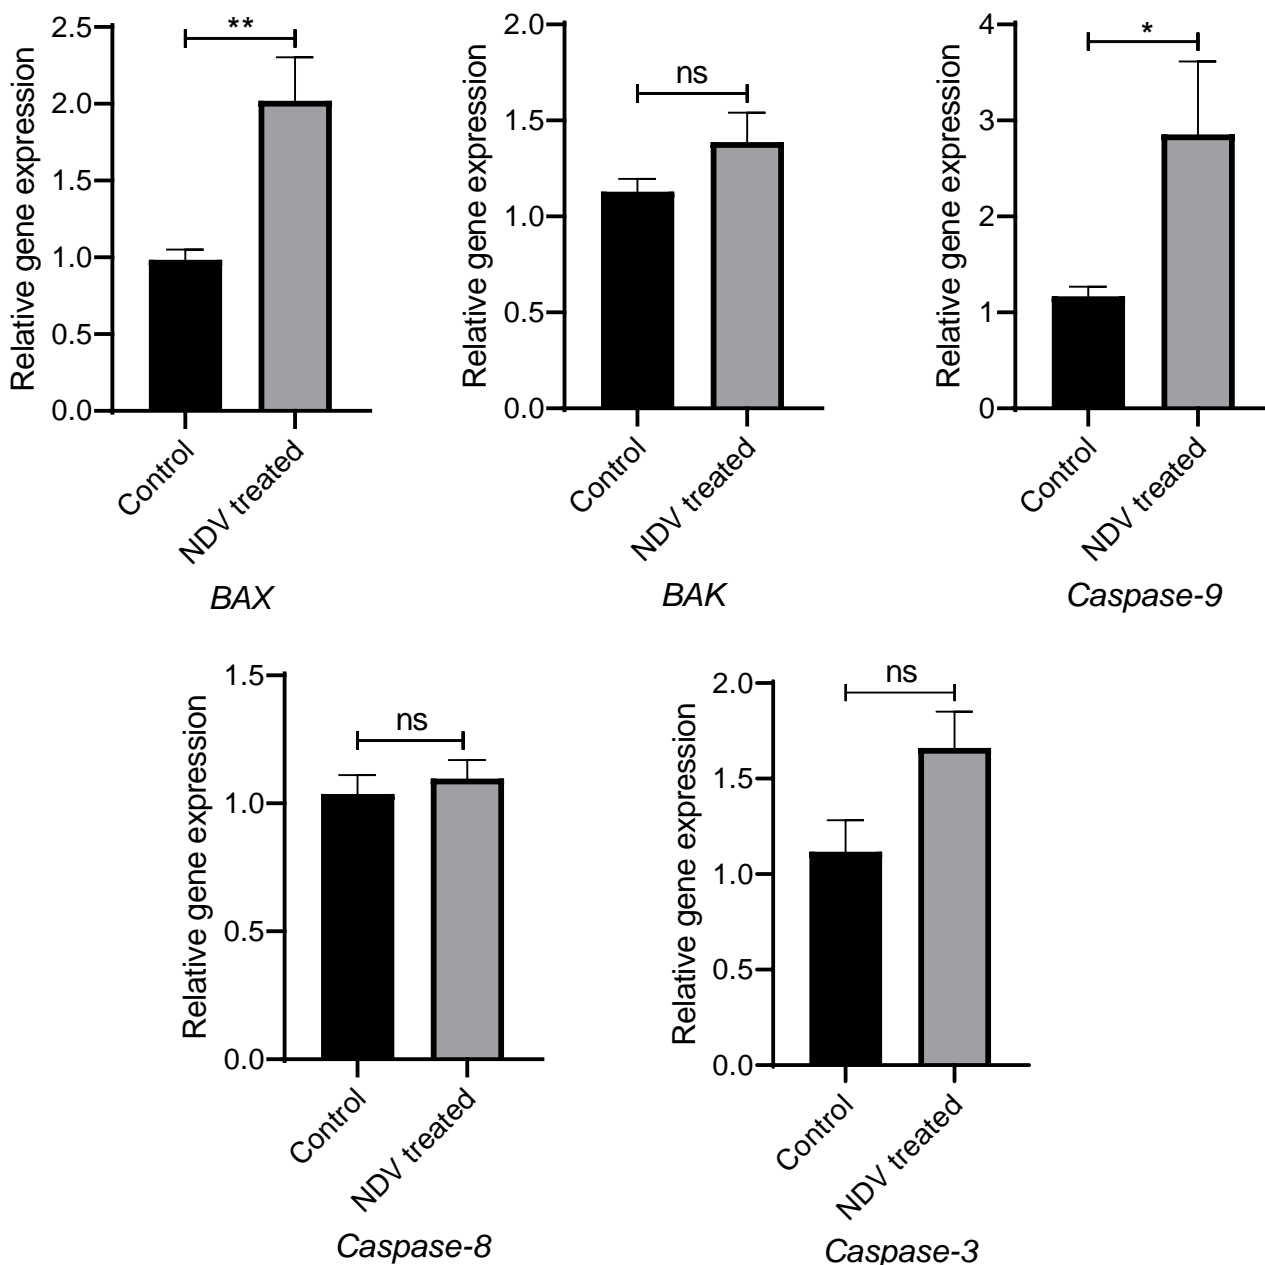 Relative gene expression
2.5
2.0
1.5
1.0
0.5
0.0
**
Control
NDV treated
BAX
Relative gene expression
2.0
1.5
1.0
0.5
0.0
ns
Control
NDV treated
BAK
Relative gene expression
4
3
2
1
0
*
Control
NDV treated
Caspase-9
Relative gene expression
1.5
1.0
0.5
0.0
ns
Control
NDV treated
Caspase-8
Relative gene expression
2.0
1.5
1.0
0.5
0.0
ns
Control
NDV treated
Caspase-3